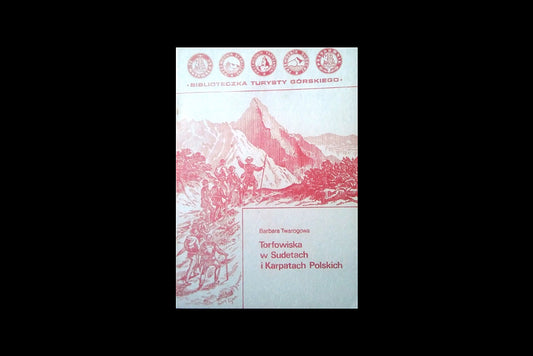 •BIBLIOTECZKA TURYSTY GÓRSKIEGO•
Barbara Twarogowa
Torfowiska
w Sudetach
i Karpatach Polskich